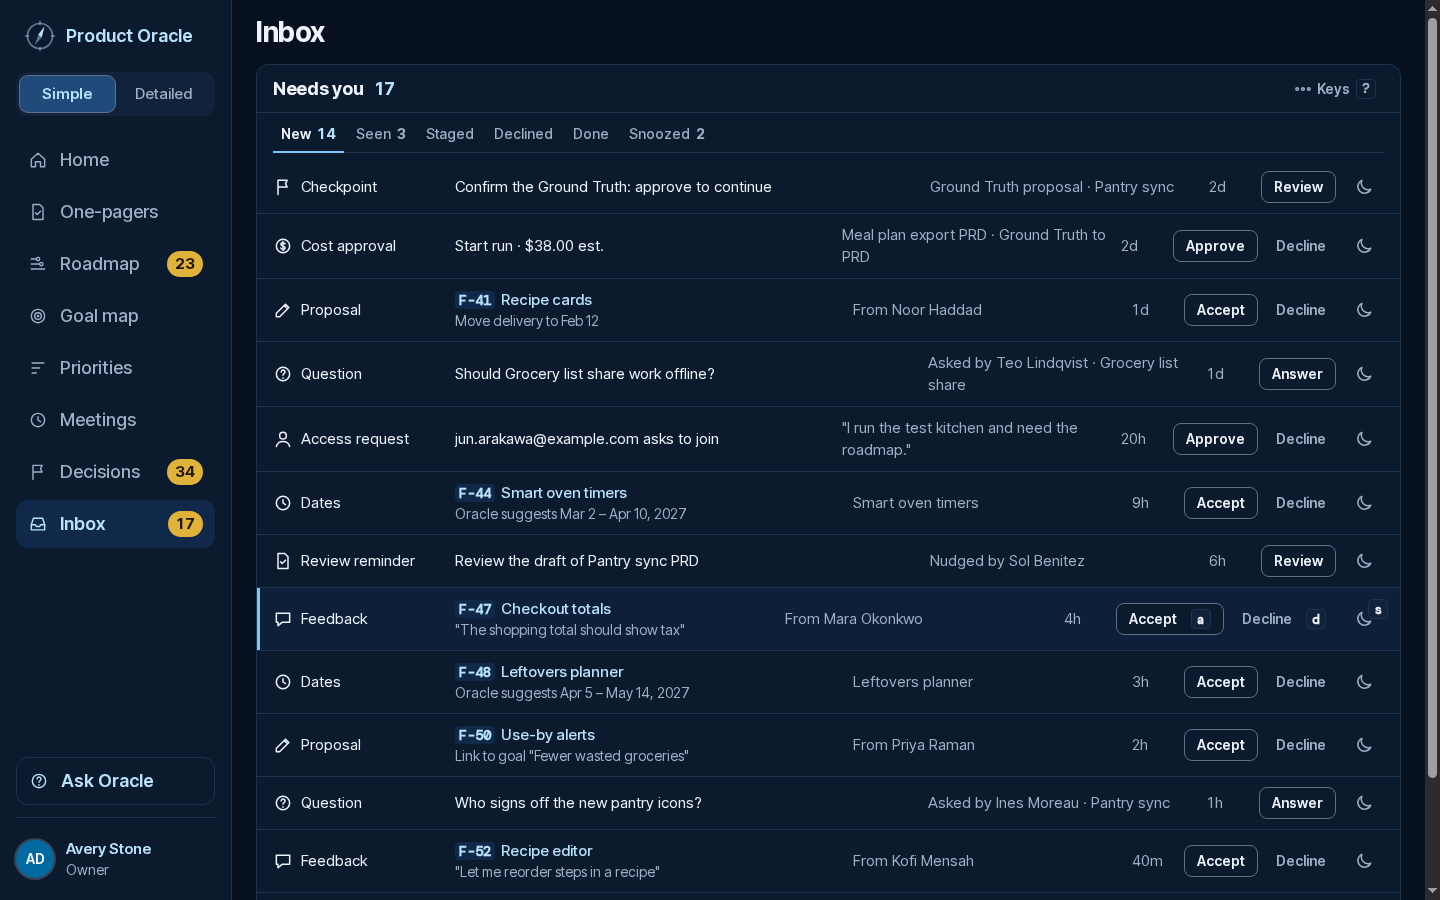 Product Oracle
Simple Detailed
Home
One-pagers
Roadmap 23
Goal map
Priorities
Meetings
Decisions 34
Inbox 17
Ask Oracle
AD Avery Stone
Owner
Inbox
Needs you 17 Keys ?
New 14 Seen 3 Staged Declined Done Snoozed 2
Checkpoint Confirm the Ground Truth: approve to continue Ground Truth proposal · Pantry sync 2d Review
Cost approval Start run · $38.00 est. Meal plan export PRD · Ground Truth to 2d Approve Decline
PRD
Proposal F-41 Recipe cards From Noor Haddad 1d Accept Decline
Move delivery to Feb 12
Question Should Grocery list share work offline? Asked by Teo Lindqvist · Grocery list 1d Answer
share
Access request jun.arakawa@example.com asks to join "I run the test kitchen and need the 20h Approve Decline
roadmap."
Dates F-44 Smart oven timers Smart oven timers 9h Accept Decline
Oracle suggests Mar 2 – Apr 10, 2027
Review reminder Review the draft of Pantry sync PRD Nudged by Sol Benitez 6h Review
Feedback F-47 Checkout totals From Mara Okonkwo 4h Accept a Decline d s
"The shopping total should show tax"
Dates F-48 Leftovers planner Leftovers planner 3h Accept Decline
Oracle suggests Apr 5 – May 14, 2027
Proposal F-50 Use-by alerts From Priya Raman 2h Accept Decline
Link to goal "Fewer wasted groceries"
Question Who signs off the new pantry icons? Asked by Ines Moreau · Pantry sync 1h Answer
Feedback F-52 Recipe editor From Kofi Mensah 40m Accept Decline
"Let me reorder steps in a recipe"